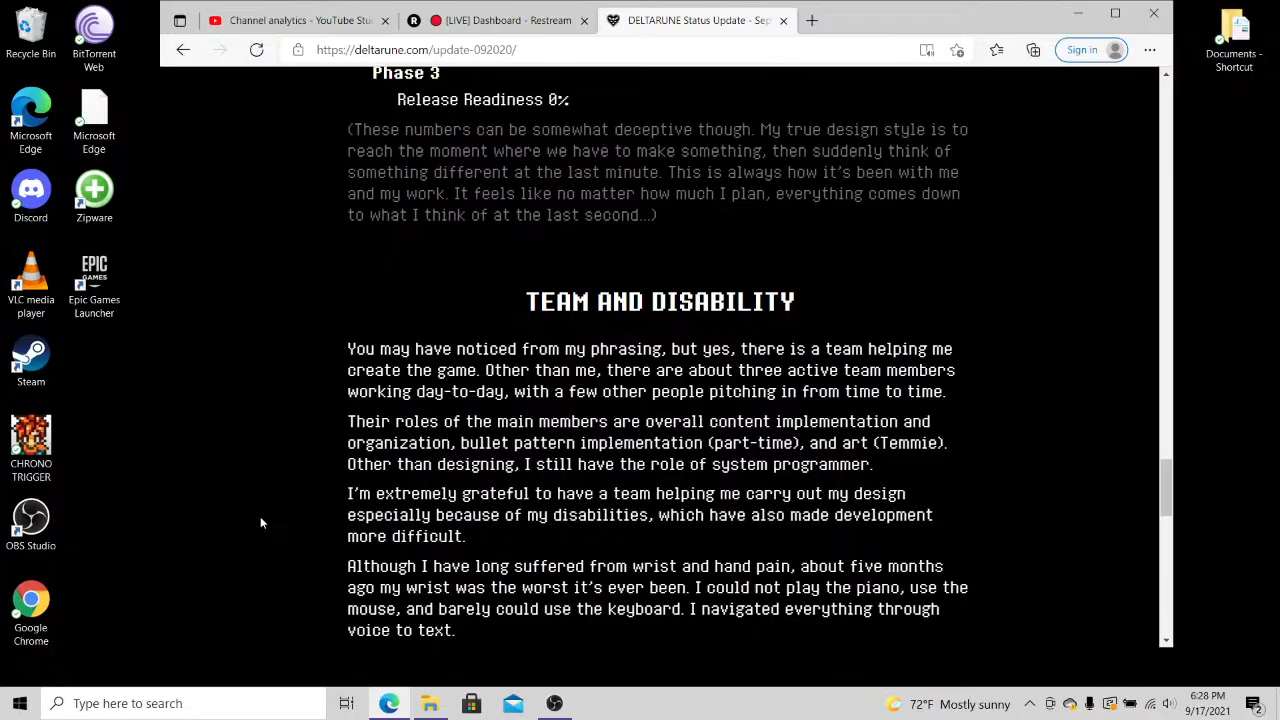 Channel analytics - YouTube Stu
[LIVE] Dashboard - Restream
DELTARUNE Status Update - Sep
https://deltarune.com/update-092020/
Sign in
Recycle Bin
BitTorrent Web
Microsoft Edge
Microsoft Edge
Discord
Zipware
VLC media player
EPIC GAMES
Epic Games Launcher
Steam
CHRONO TRIGGER
OBS Studio
Google Chrome
Documents - Shortcut
Phase 3
Release Readiness 0%
(These numbers can be somewhat deceptive though. My true design style is to
reach the moment where we have to make something, then suddenly think of
something different at the last minute. This is always how it's been with me
and my work. It feels like no matter how much I plan, everything comes down
to what I think of at the last second...)
TEAM AND DISABILITY
You may have noticed from my phrasing, but yes, there is a team helping me
create the game. Other than me, there are about three active team members
working day-to-day, with a few other people pitching in from time to time.
Their roles of the main members are overall content implementation and
organization, bullet pattern implementation (part-time), and art (Temmie).
Other than designing, I still have the role of system programmer.
I'm extremely grateful to have a team helping me carry out my design
especially because of my disabilities, which have also made development
more difficult.
Although I have long suffered from wrist and hand pain, about five months
ago my wrist was the worst it's ever been. I could not play the piano, use the
mouse, and barely could use the keyboard. I navigated everything through
voice to text.
Type here to search
72°F Mostly sunny
6:28 PM
9/17/2021
2